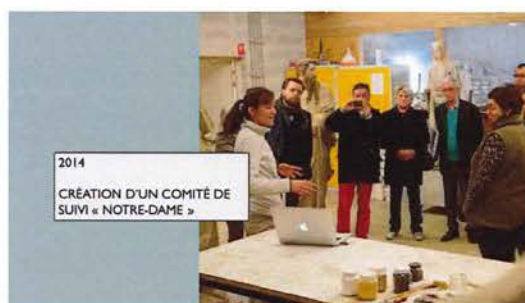 2014
CRÉATION D'UN COMITÉ DE
SUIVI « NOTRE-DAME »